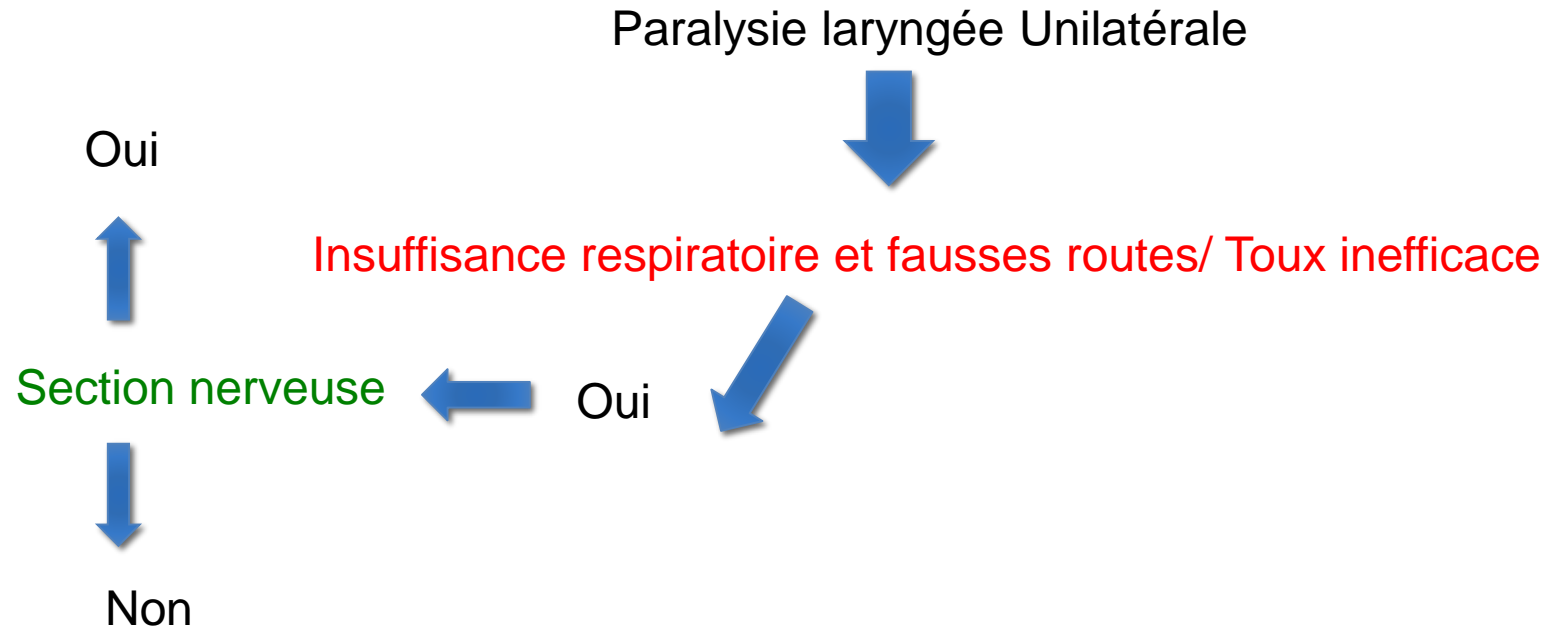 Paralysie laryngée Unilatérale
Oui
Insuffisance respiratoire et fausses routes/ Toux inefficace
Section nerveuse
Oui
Non